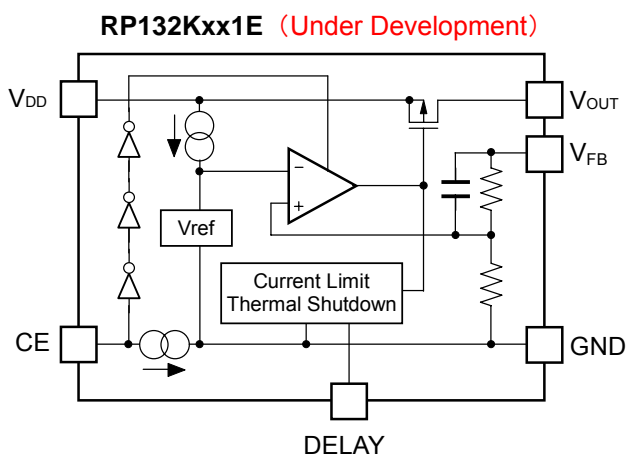 RP132Kxx1E（Under Development）
VDD
VOUT
VFB
−
+
Vref
Current Limit
Thermal Shutdown
CE
GND
DELAY